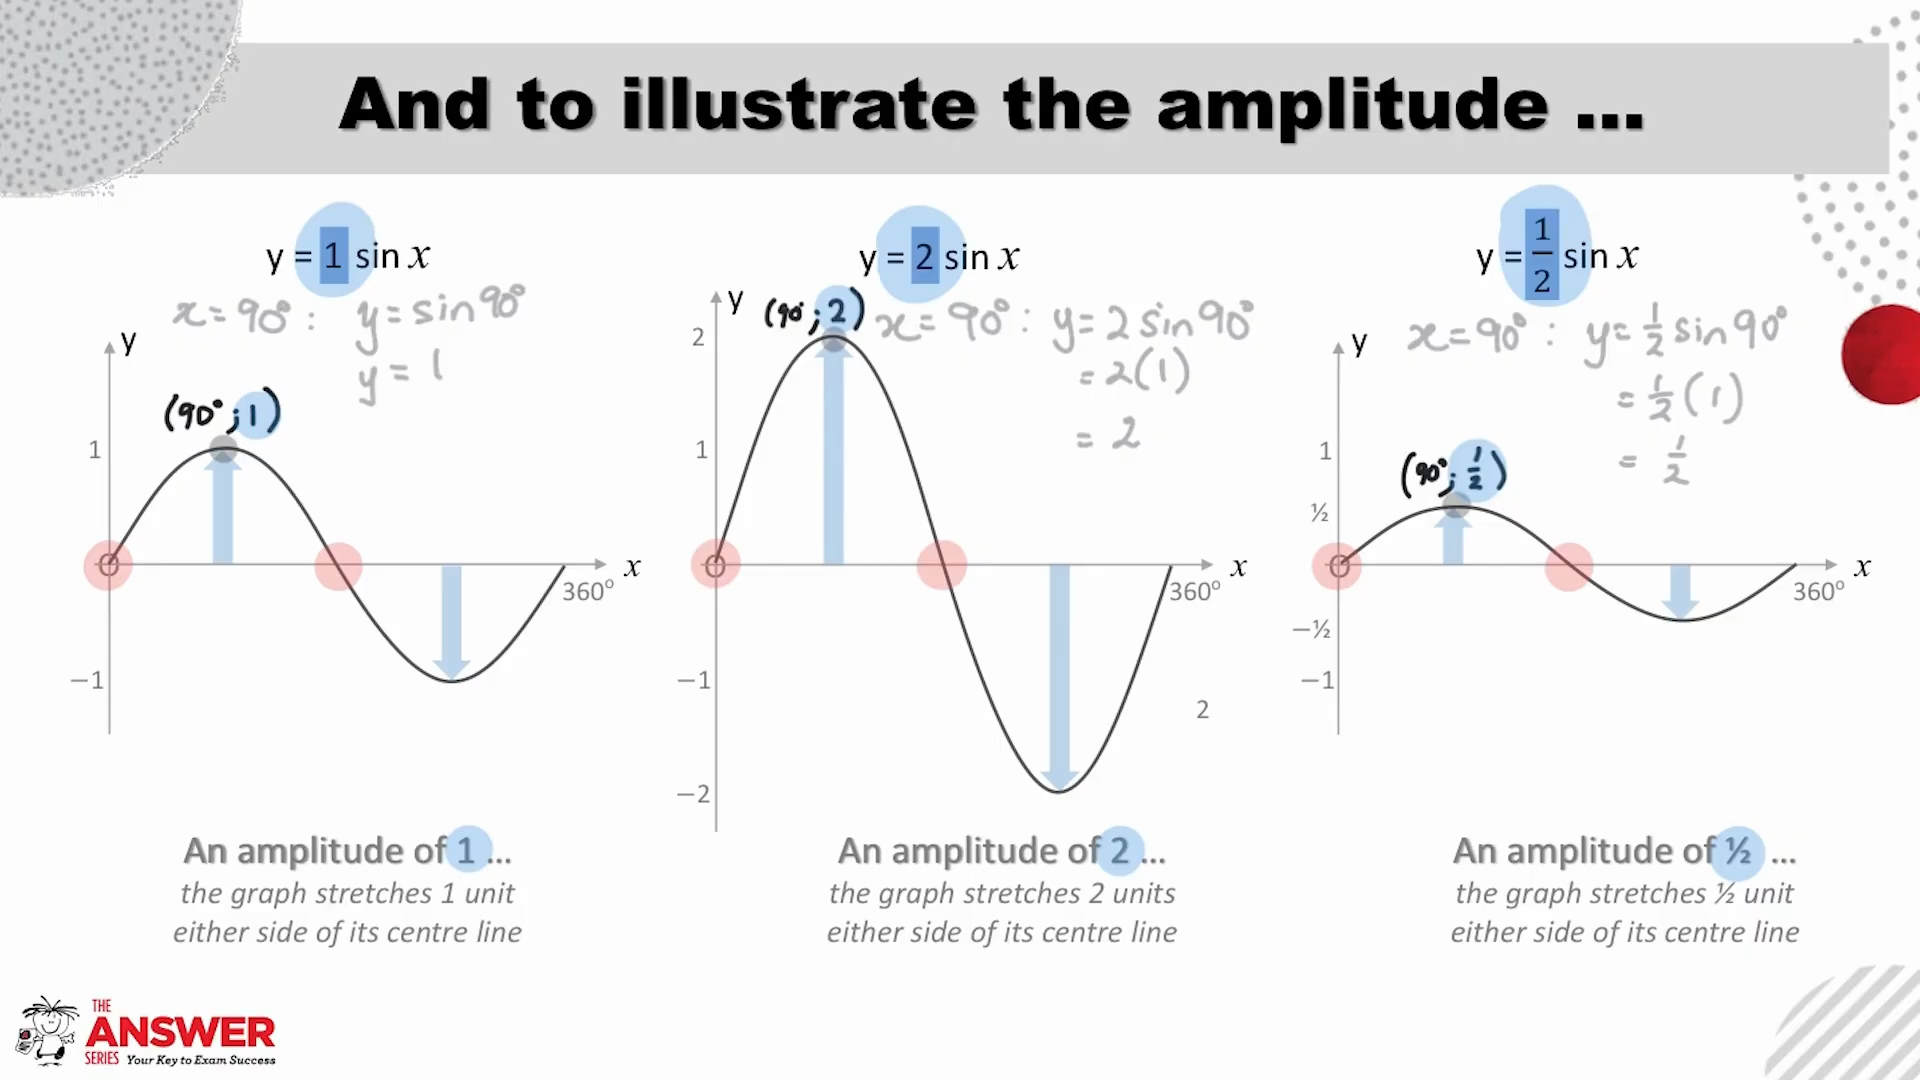 And to illustrate the amplitude ...
y = 1 sin x
x = 90° : y = sin 90°
y = 1
y
(90° ; 1)
1
O
x
360°
–1
An amplitude of 1 ...
the graph stretches 1 unit
either side of its centre line
y = 2 sin x
y
(90° ; 2)
x = 90° : y = 2 sin 90°
= 2(1)
= 2
2
1
O
x
360°
–1
2
–2
An amplitude of 2 ...
the graph stretches 2 units
either side of its centre line
y = 1/2 sin x
x = 90° : y = 1/2 sin 90°
= 1/2 (1)
= 1/2
y
(90° ; 1/2)
1
½
O
x
360°
–½
–1
An amplitude of ½ ...
the graph stretches ½ unit
either side of its centre line
THE
ANSWER
SERIES Your Key to Exam Success